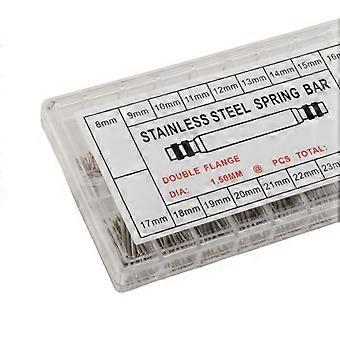 8mm 9mm 10mm 11mm 12mm 13mm 14mm 15mm 16
STAINLESS STEEL SPRING BAR
DOUBLE FLANGE
DIA: 1.50MM @ PCS TOTAL:
17mm 18mm 19mm 20mm 21mm 22mm 23m